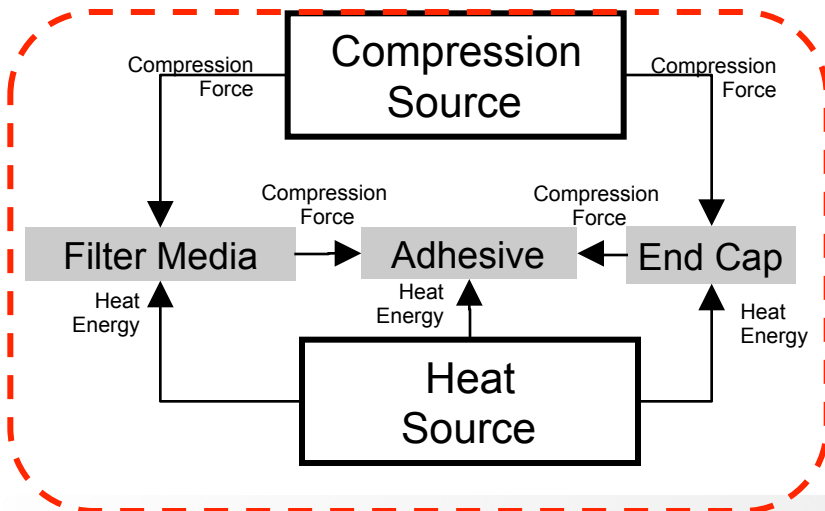 Compression
Source
Compression
Force
Compression
Force
Compression
Force
Compression
Force
Filter Media
Adhesive
End Cap
Heat
Energy
Heat
Energy
Heat
Energy
Heat
Source